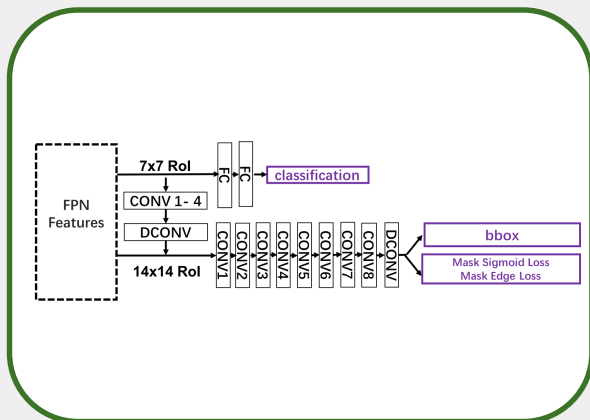 FPN
Features
7x7 RoI
FC
FC
classification
CONV 1- 4
DCONV
14x14 RoI
CONV1
CONV2
CONV3
CONV4
CONV5
CONV6
CONV7
CONV8
DCONV
bbox
Mask Sigmoid Loss
Mask Edge Loss